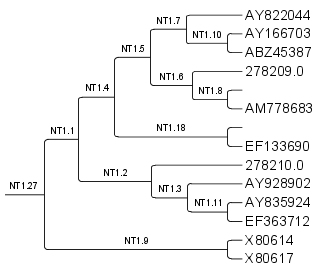 AY822044
NT1.7
AY166703
NT1.10
ABZ45387
NT1.5
278209.0
NT1.6
NT1.8
NT1.4
AM778683
NT1.18
NT1.1
EF133690
278210.0
NT1.2
AY928902
NT1.3
NT1.27
AY835924
NT1.11
EF363712
X80614
NT1.9
X80617